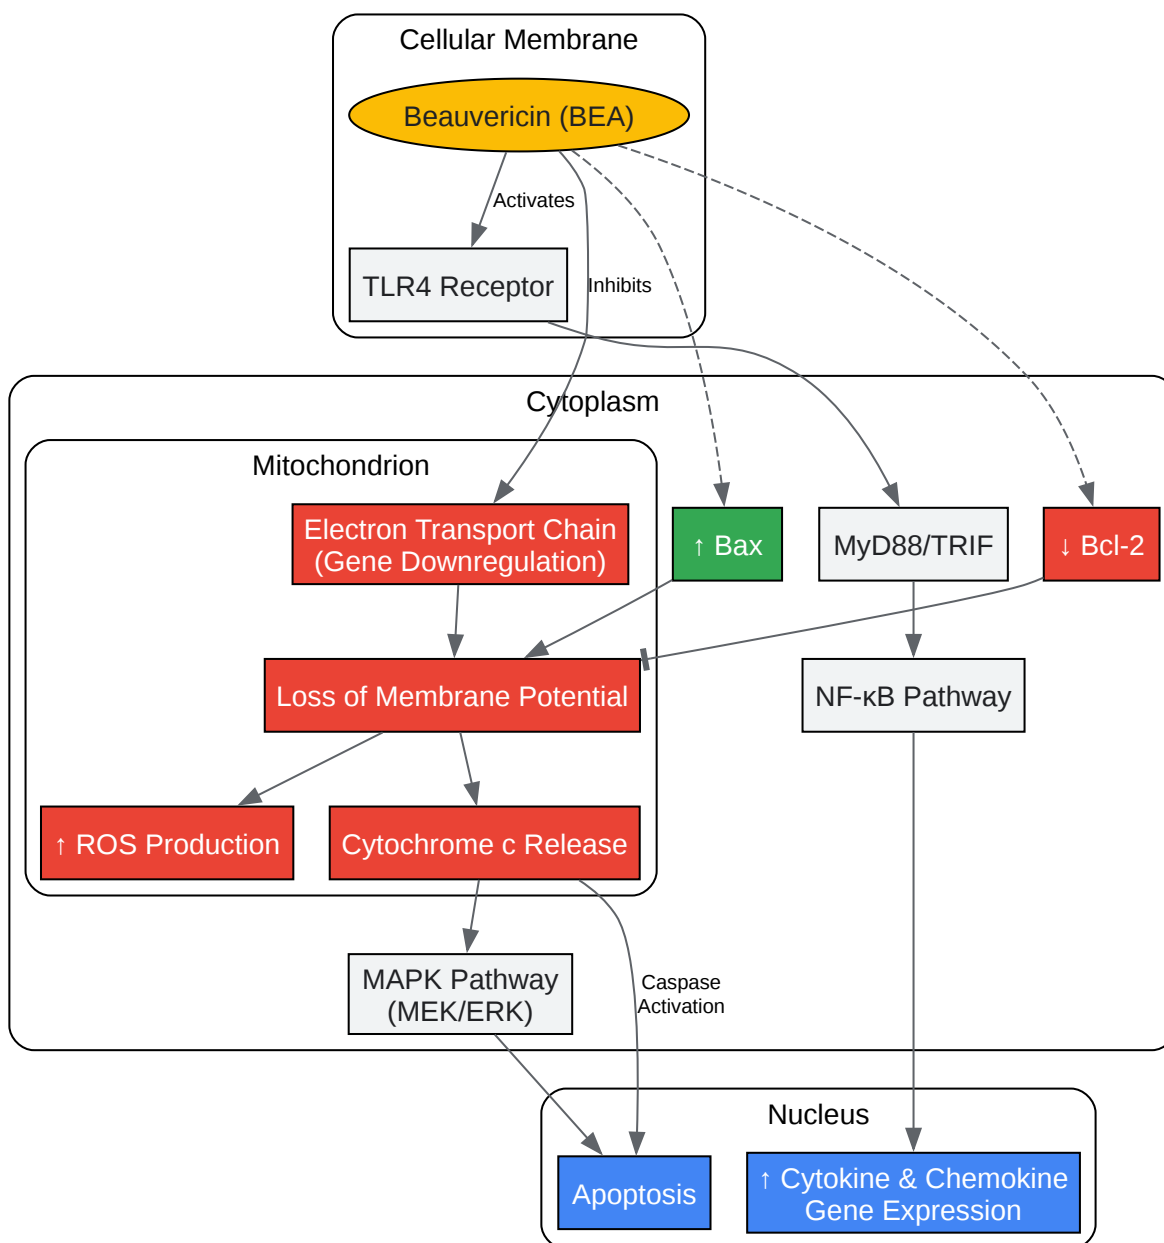 Cellular Membrane
Beauvericin (BEA)
Activates
TLR4 Receptor
Inhibits
Cytoplasm
Mitochondrion
Electron Transport Chain
(Gene Downregulation)
↑ Bax
MyD88/TRIF
↓ Bcl-2
Loss of Membrane Potential
NF-κB Pathway
↑ ROS Production
Cytochrome c Release
MAPK Pathway
(MEK/ERK)
Caspase
Activation
Nucleus
Apoptosis
↑ Cytokine & Chemokine
Gene Expression